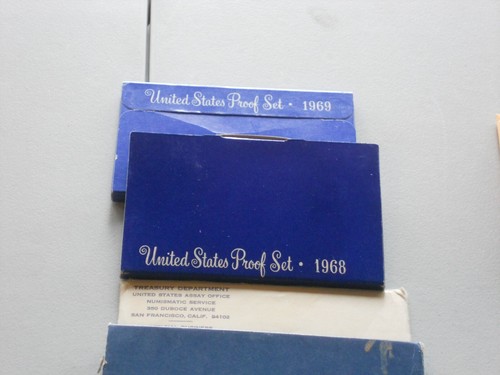 United States Proof Set • 1969
United States Proof Set • 1968
TREASURY DEPARTMENT
UNITED STATES ASSAY OFFICE
NUMISMATIC SERVICE
350 DUBOCE AVENUE
SAN FRANCISCO, CALIF. 94102